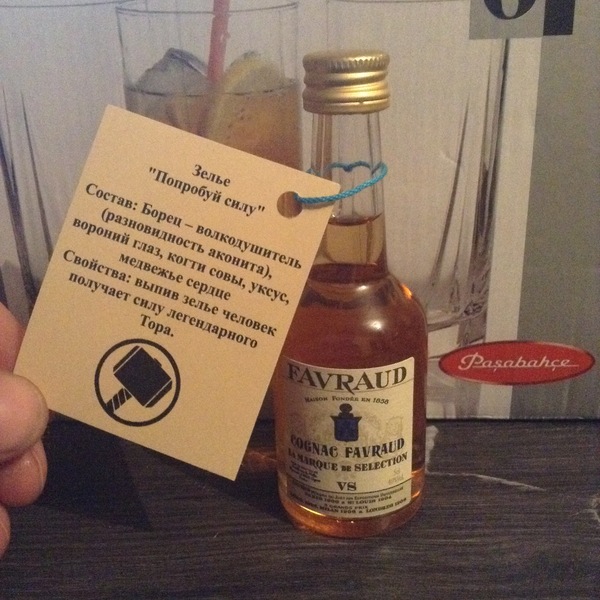 Зелье
"Попробуй силу"
Состав: Борец – волкодушитель
(разновидность аконита),
вороний глаз, когти совы, уксус,
медвежье сердце
Свойства: выпив зелье человек
получает силу легендарного
Тора.
FAVRAUD
MAISON FONDÉE EN 1858
COGNAC FAVRAUD
LA MARQUE DE SELECTION
VS
Paşabahçe